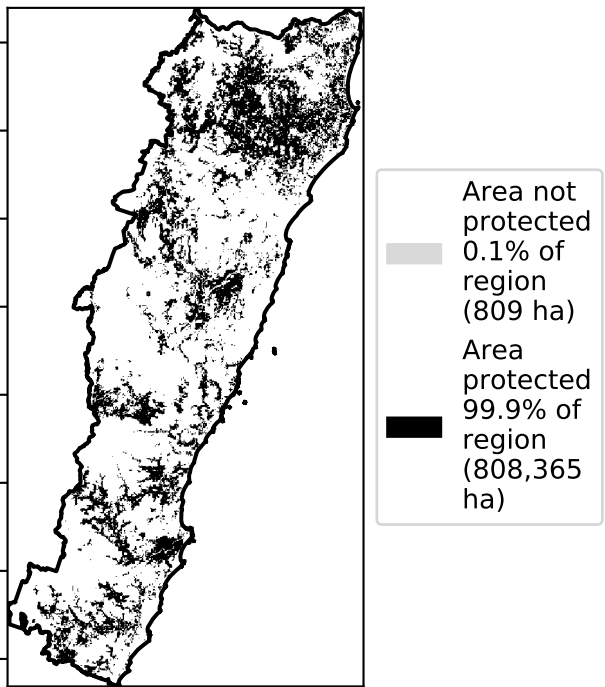 Area not
protected
0.1% of
region
(809 ha)
Area
protected
99.9% of
region
(808,365
ha)